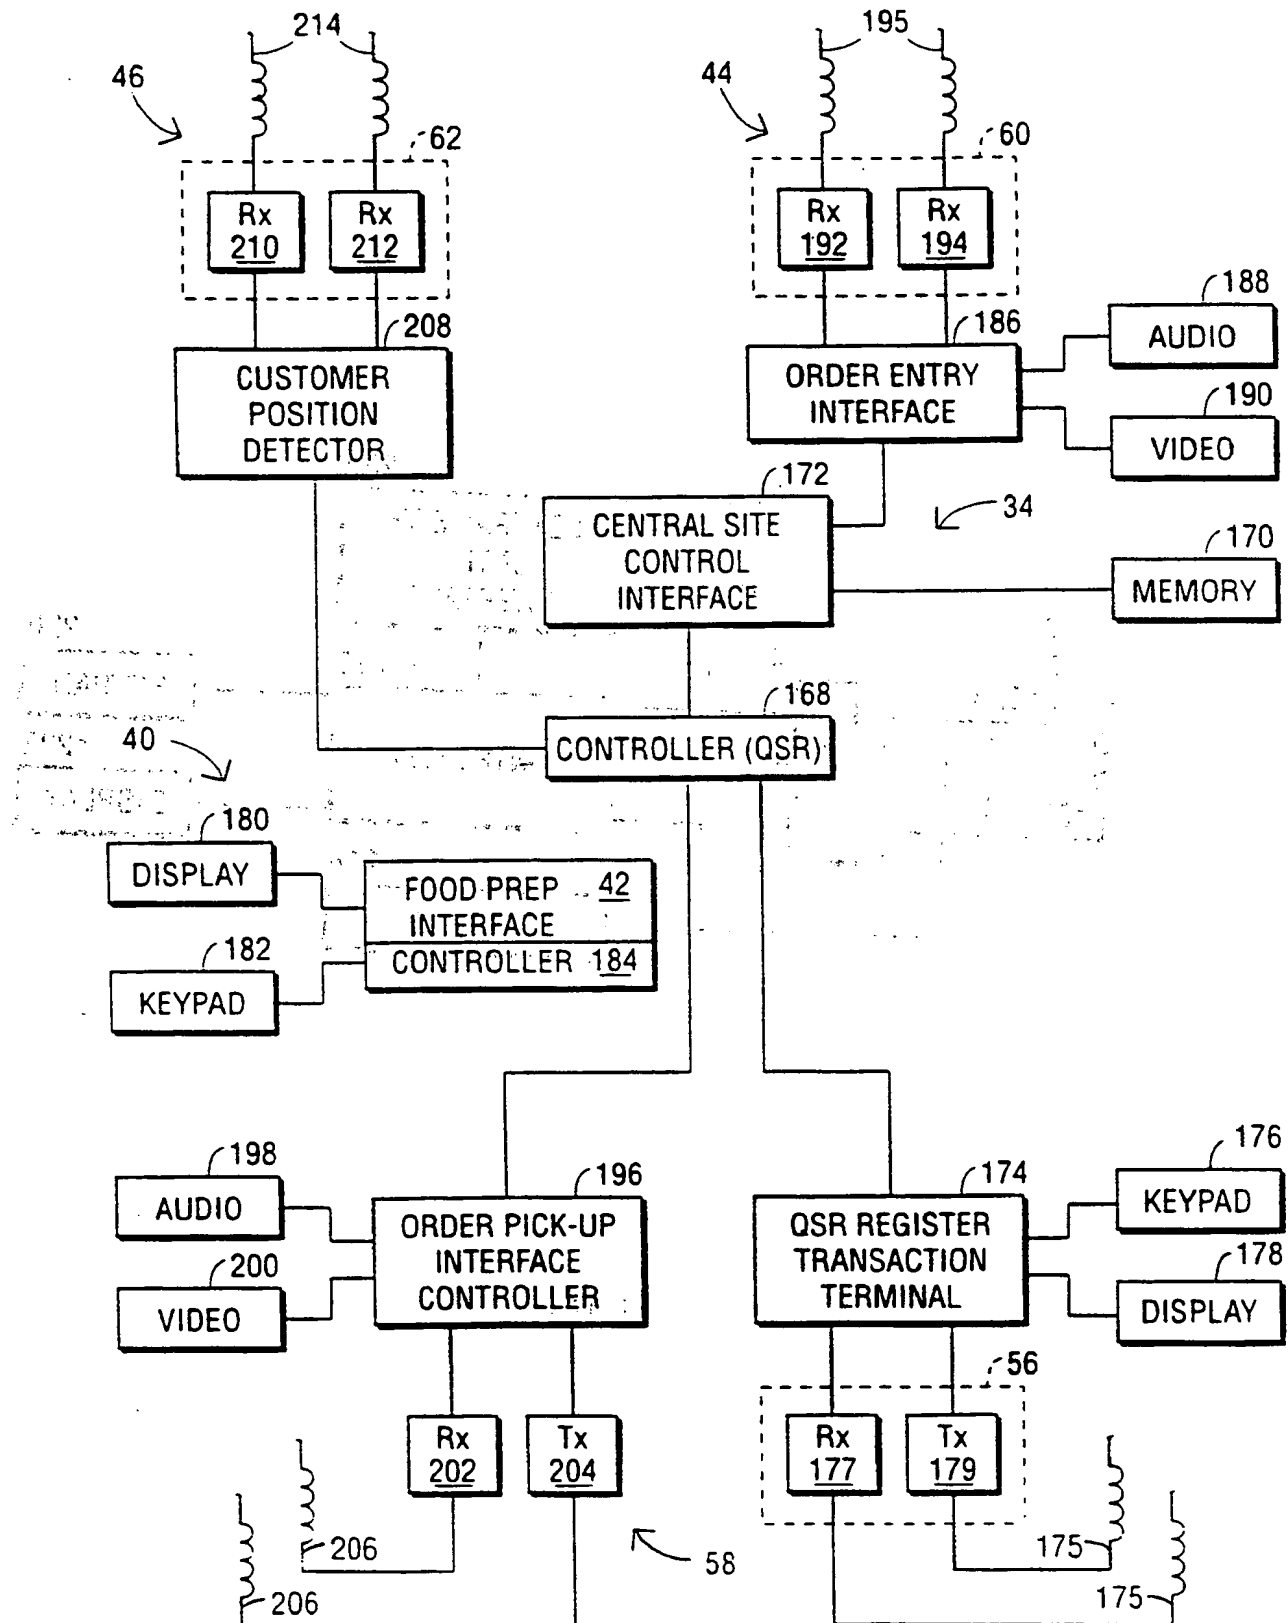 214
195
46
44
62
60
Rx
210
Rx
212
Rx
192
Rx
194
188
AUDIO
208
186
CUSTOMER
POSITION
DETECTOR
ORDER ENTRY
INTERFACE
190
VIDEO
172
34
CENTRAL SITE
CONTROL
INTERFACE
170
MEMORY
168
CONTROLLER (QSR)
40
180
DISPLAY
FOOD PREP 42
INTERFACE
CONTROLLER 184
182
KEYPAD
198
AUDIO
196
174
176
KEYPAD
ORDER PICK-UP
INTERFACE
CONTROLLER
QSR REGISTER
TRANSACTION
TERMINAL
200
VIDEO
178
DISPLAY
56
Rx
202
Tx
204
Rx
177
Tx
179
206
58
175
206
175